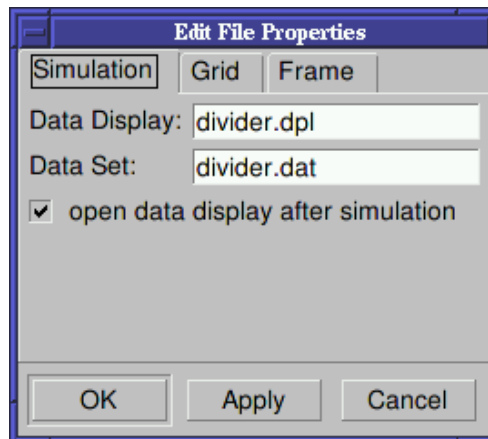 Edit File Properties
Simulation Grid Frame
Data Display: divider.dpl
Data Set: divider.dat
open data display after simulation
OK Apply Cancel